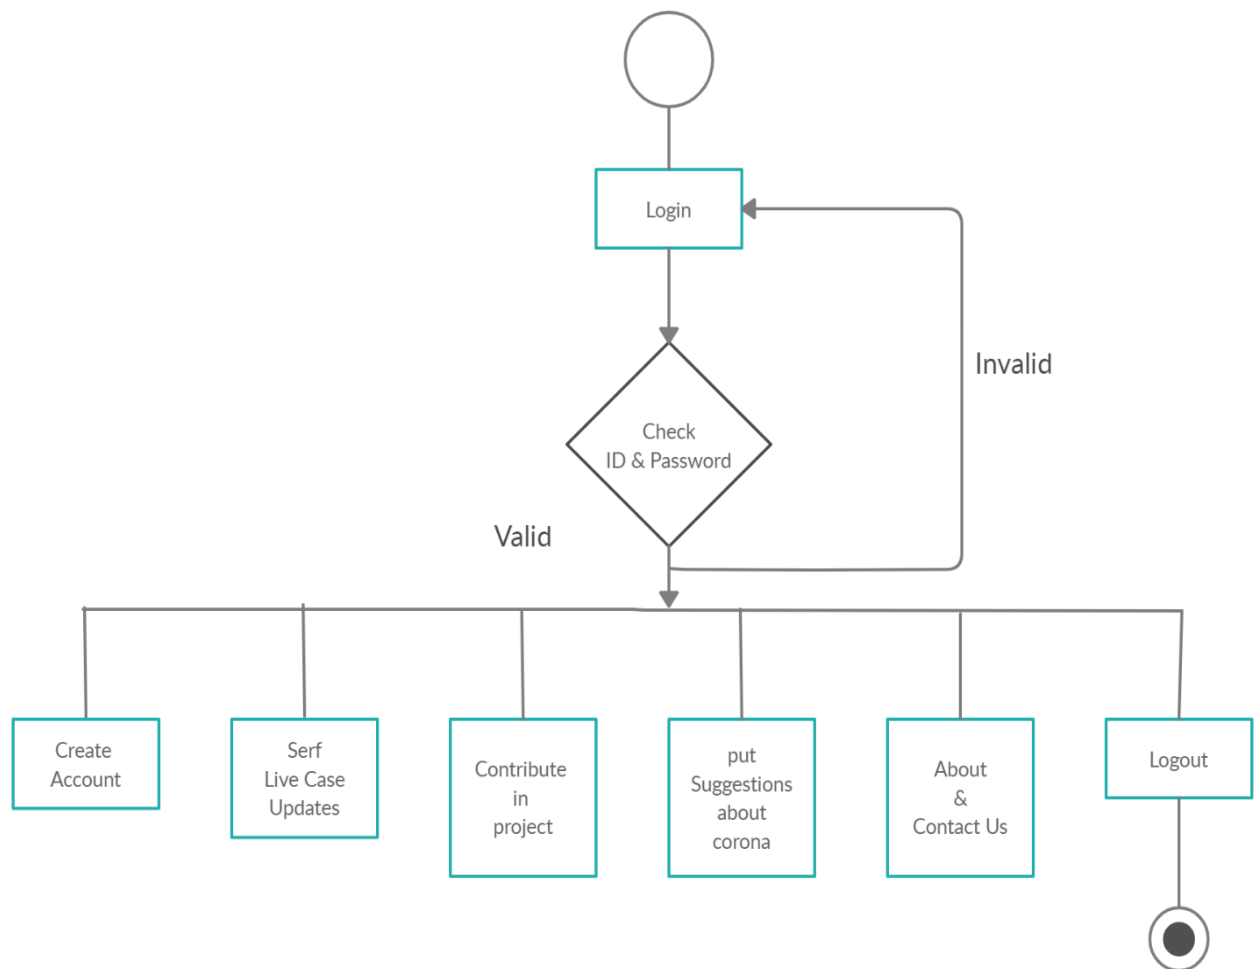 Login
Invalid
Check
ID & Password
Valid
Create
Account
Serf
Live Case
Updates
Contribute
in
project
put
Suggestions
about
corona
About
&
Contact Us
Logout